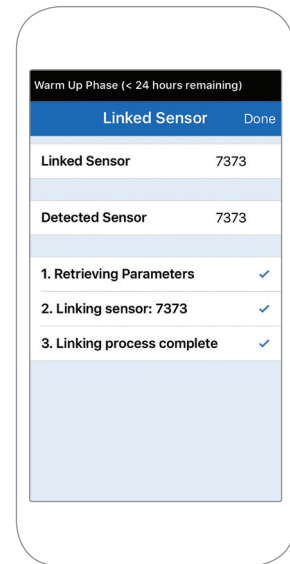 Warm Up Phase (< 24 hours remaining)
Linked Sensor Done
Linked Sensor 7373
Detected Sensor 7373
1. Retrieving Parameters
2. Linking sensor: 7373
3. Linking process complete